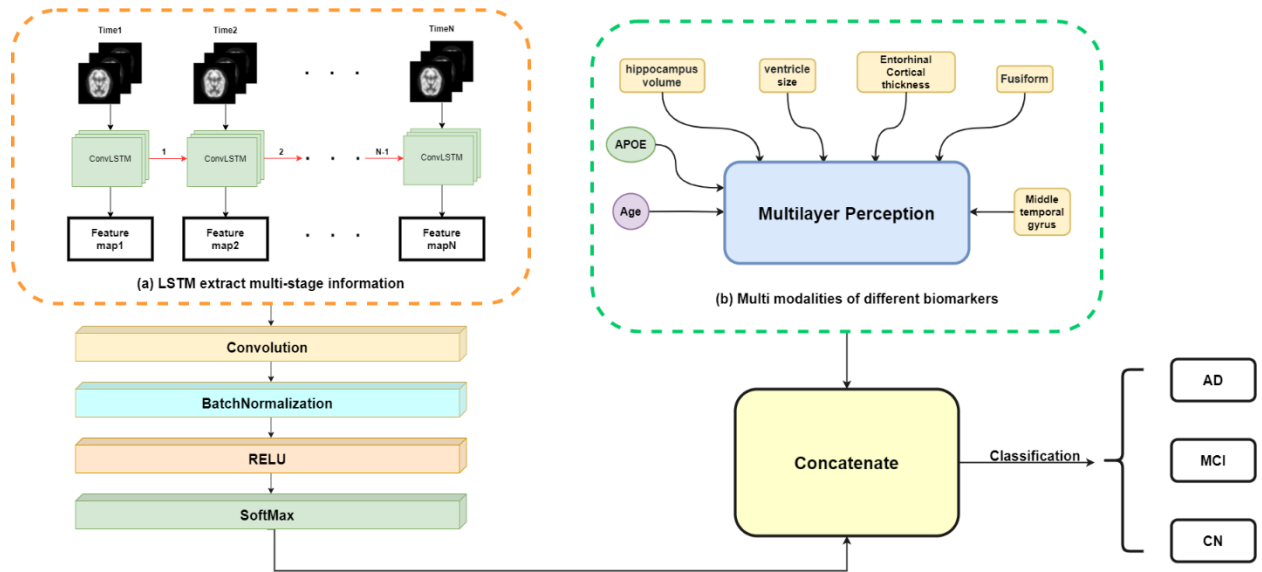 Time1
Time2
TimeN
ConvLSTM
1
ConvLSTM
2
N-1
ConvLSTM
Feature
map1
Feature
map2
Feature
mapN
(a) LSTM extract multi-stage information
Convolution
BatchNormalization
RELU
SoftMax
hippocampus
volume
ventricle
size
Entorhinal
Cortical
thickness
Fusiform
APOE
Age
Multilayer Perception
Middle
temporal
gyrus
(b) Multi modalities of different biomarkers
Concatenate
Classification
AD
MCI
CN